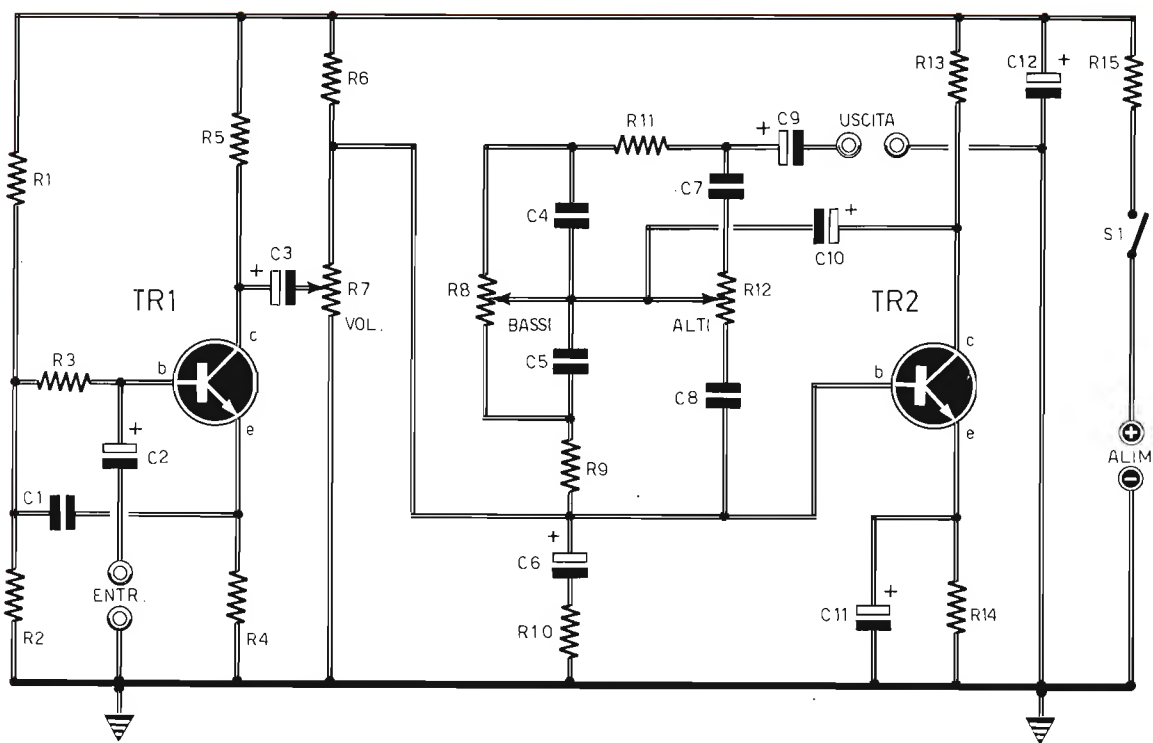 R6
R13
C12 +
R15
R5
R11
+ C9
USCITA
R1
C7
C4
+
C10
S1
C3
+
R7
VOL.
R8
BASSI
R12
ALTI
TR1
TR2
c
c
R3
b
C5
C8
b
+
ALIM
-
e
e
+
C2
R9
C1
+
C6
ENTR.
R2
R4
R10
+
C11
R14